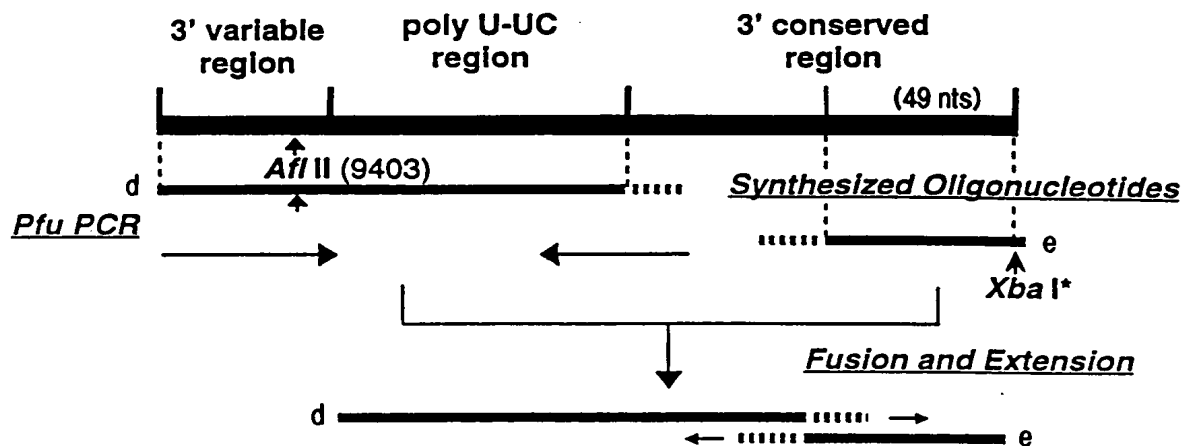 3' variable region
poly U-UC region
3' conserved region
(49 nts)
Afl II (9403)
d
Synthesized Oligonucleotides
Pfu PCR
e
Xba I*
Fusion and Extension
d
e